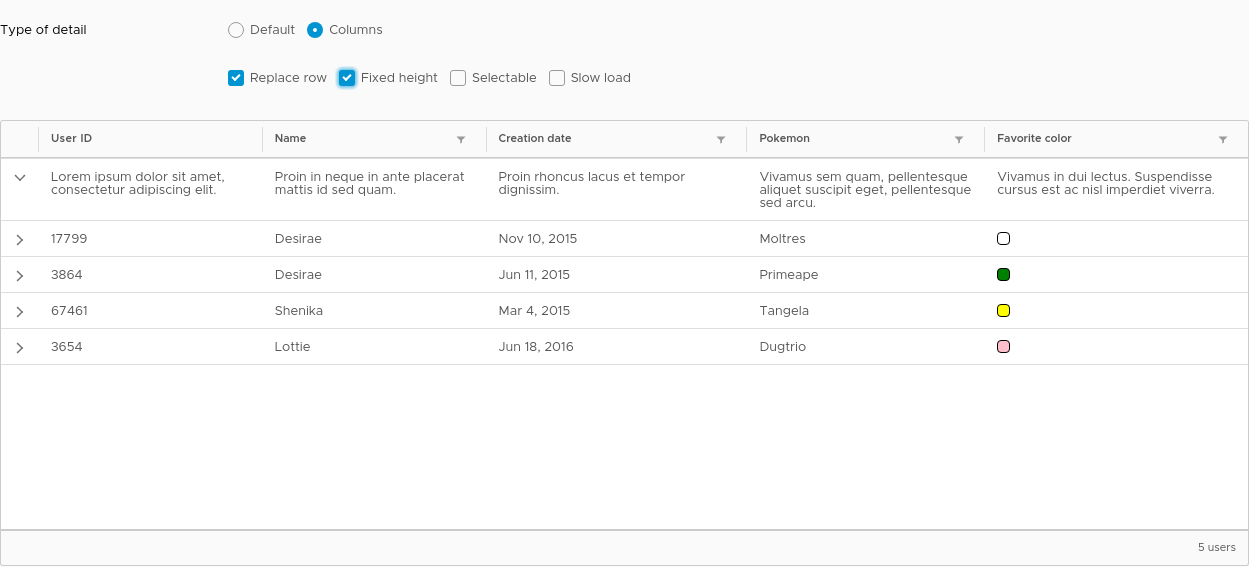 Type of detail Default Columns
Replace row Fixed height Selectable Slow load
User ID Name Creation date Pokemon Favorite color
Lorem ipsum dolor sit amet, Proin in neque in ante placerat Proin rhoncus lacus et tempor Vivamus sem quam, pellentesque Vivamus in dui lectus. Suspendisse
consectetur adipiscing elit. mattis id sed quam. dignissim. aliquet suscipit eget, pellentesque cursus est ac nisl imperdiet viverra.
sed arcu.
17799 Desirae Nov 10, 2015 Moltres
3864 Desirae Jun 11, 2015 Primeape
67461 Shenika Mar 4, 2015 Tangela
3654 Lottie Jun 18, 2016 Dugtrio
5 users